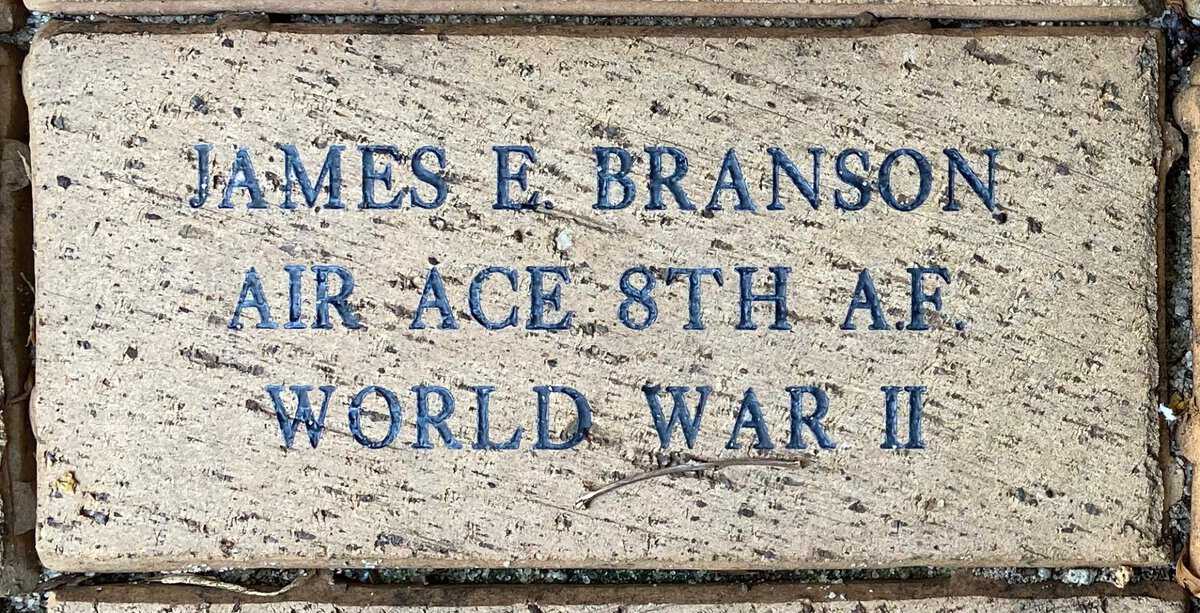 JAMES E. BRANSON
AIR ACE 8TH A.F.
WORLD WAR II